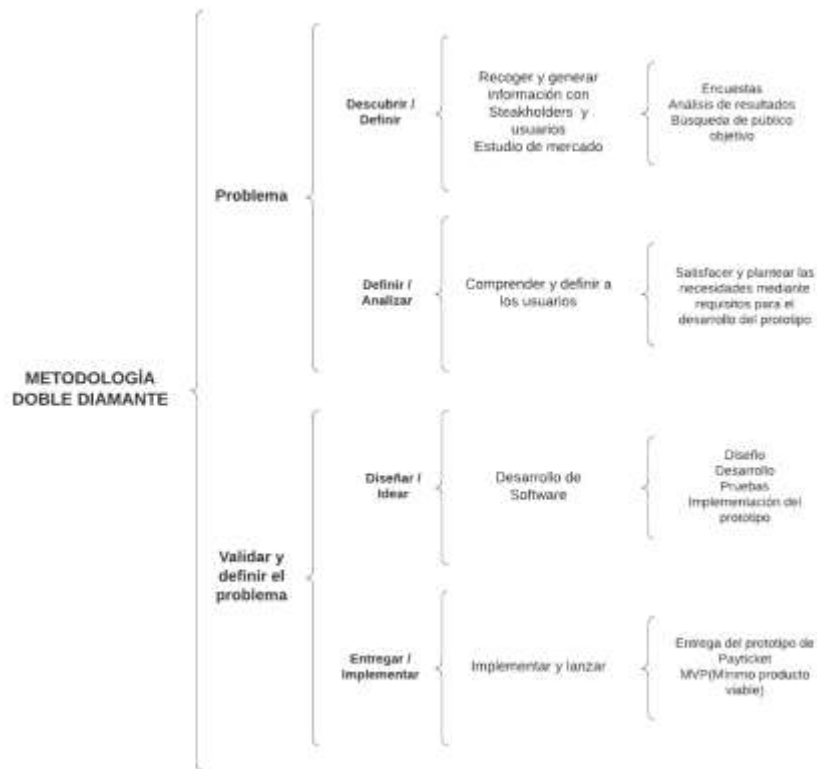 METODOLOGÍA
DOBLE DIAMANTE
Problema
Descubrir /
Definir
Recoger y generar
información con
Steakholders y
usuarios
Estudio de mercado
Encuestas
Análisis de resultados
Búsqueda de público
objetivo
Definir /
Analizar
Comprender y definir a
los usuarios
Satisfacer y plantear las
necesidades mediante
requisitos para el
desarrollo del prototipo
Validar y
definir el
problema
Diseñar /
Idear
Desarrollo de
Software
Diseño
Desarrollo
Pruebas
Implementación del
prototipo
Entregar /
Implementar
Implementar y lanzar
Entrega del prototipo de
Payticket
MVP(Mínimo producto
viable)